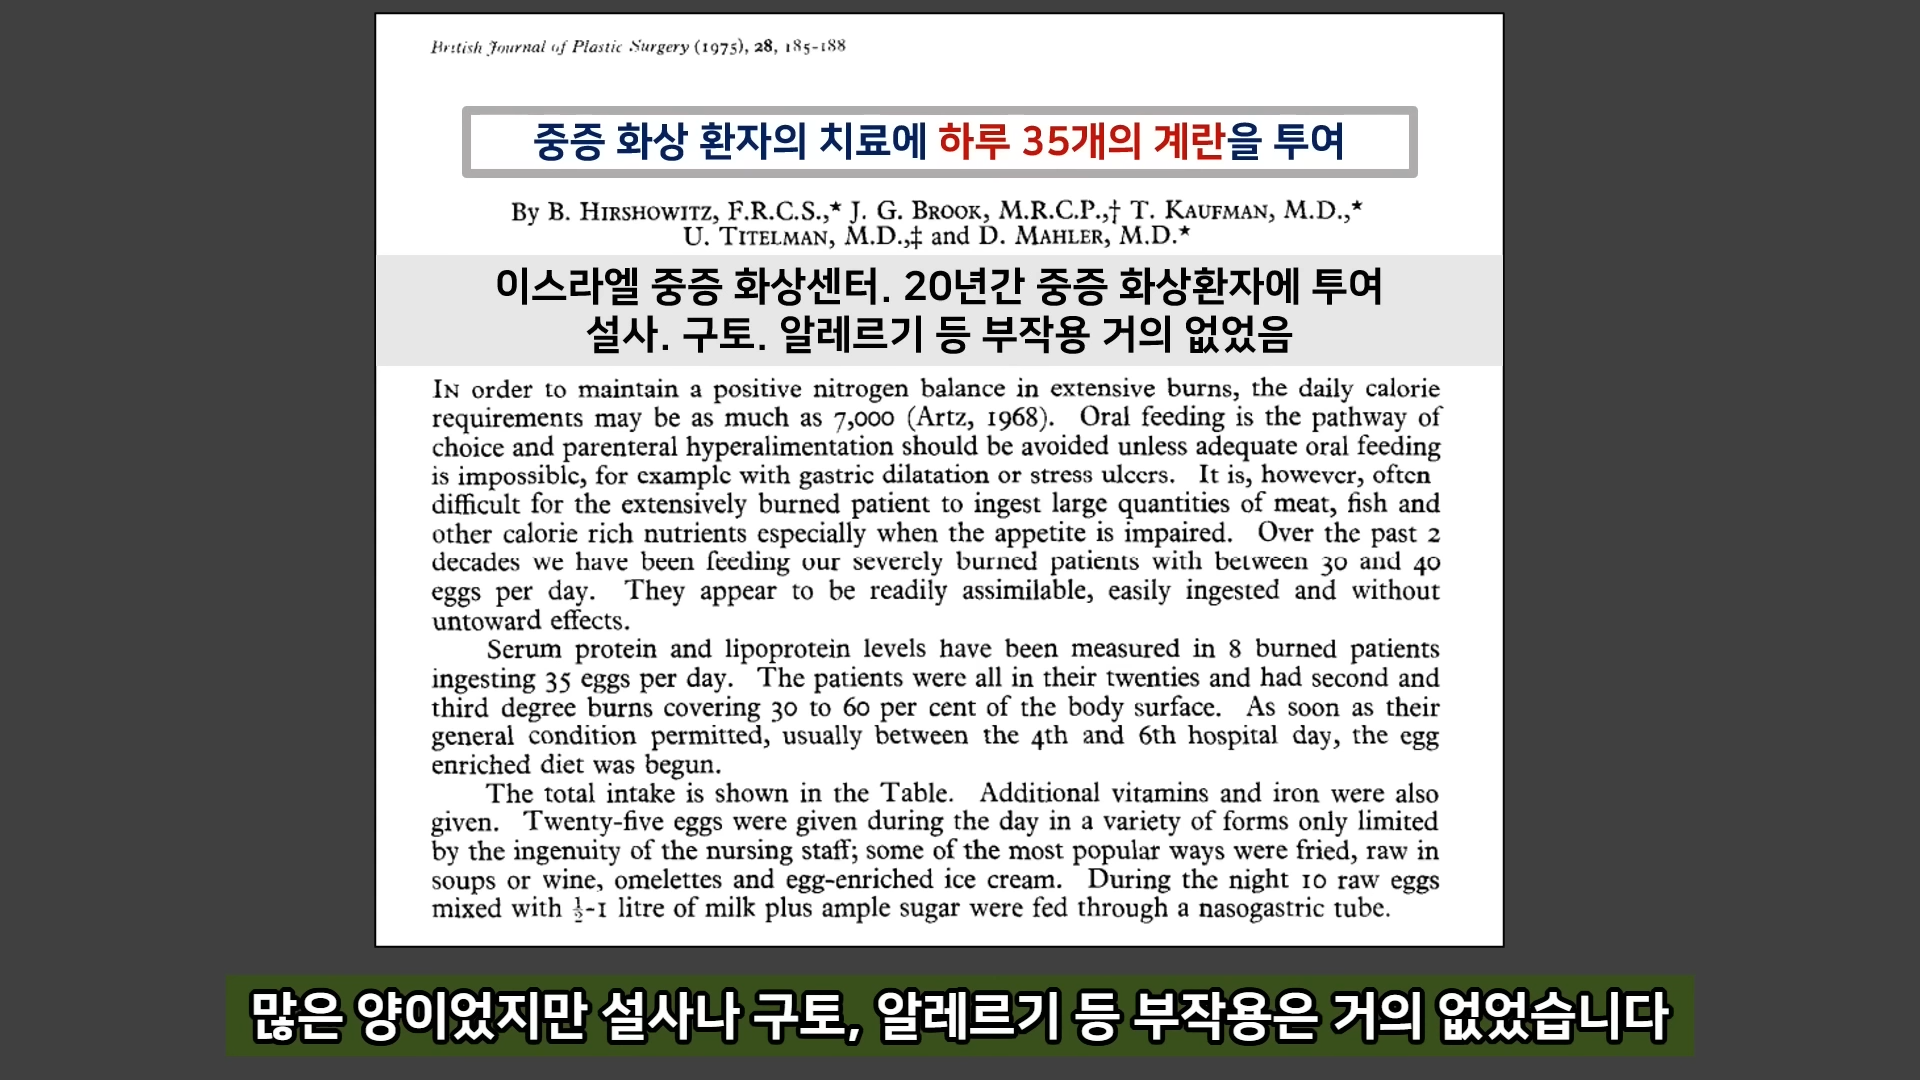 British Journal of Plastic Surgery (1975), 28, 185-188
중증 화상 환자의 치료에 하루 35개의 계란을 투여
By B. HIRSHOWITZ, F.R.C.S.,* J. G. BROOK, M.R.C.P.,† T. KAUFMAN, M.D.,*
U. TITELMAN, M.D.,‡ and D. MAHLER, M.D.*
이스라엘 중증 화상센터. 20년간 중증 화상환자에 투여
설사. 구토. 알레르기 등 부작용 거의 없었음
IN order to maintain a positive nitrogen balance in extensive burns, the daily calorie
requirements may be as much as 7,000 (Artz, 1968). Oral feeding is the pathway of
choice and parenteral hyperalimentation should be avoided unless adequate oral feeding
is impossible, for example with gastric dilatation or stress ulcers. It is, however, often
difficult for the extensively burned patient to ingest large quantities of meat, fish and
other calorie rich nutrients especially when the appetite is impaired. Over the past 2
decades we have been feeding our severely burned patients with between 30 and 40
eggs per day. They appear to be readily assimilable, easily ingested and without
untoward effects.
Serum protein and lipoprotein levels have been measured in 8 burned patients
ingesting 35 eggs per day. The patients were all in their twenties and had second and
third degree burns covering 30 to 60 per cent of the body surface. As soon as their
general condition permitted, usually between the 4th and 6th hospital day, the egg
enriched diet was begun.
The total intake is shown in the Table. Additional vitamins and iron were also
given. Twenty-five eggs were given during the day in a variety of forms only limited
by the ingenuity of the nursing staff; some of the most popular ways were fried, raw in
soups or wine, omelettes and egg-enriched ice cream. During the night 10 raw eggs
mixed with ½-1 litre of milk plus ample sugar were fed through a nasogastric tube.
많은 양이었지만 설사나 구토, 알레르기 등 부작용은 거의 없었습니다